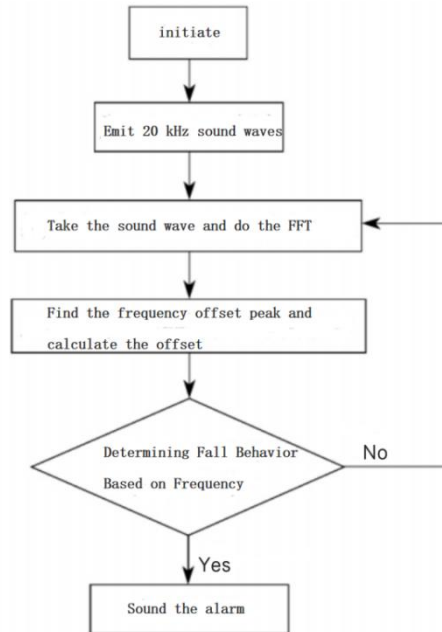 initiate
Emit 20 kHz sound waves
Take the sound wave and do the FFT
Find the frequency offset peak and
calculate the offset
Determining Fall Behavior
Based on Frequency
No
Yes
Sound the alarm